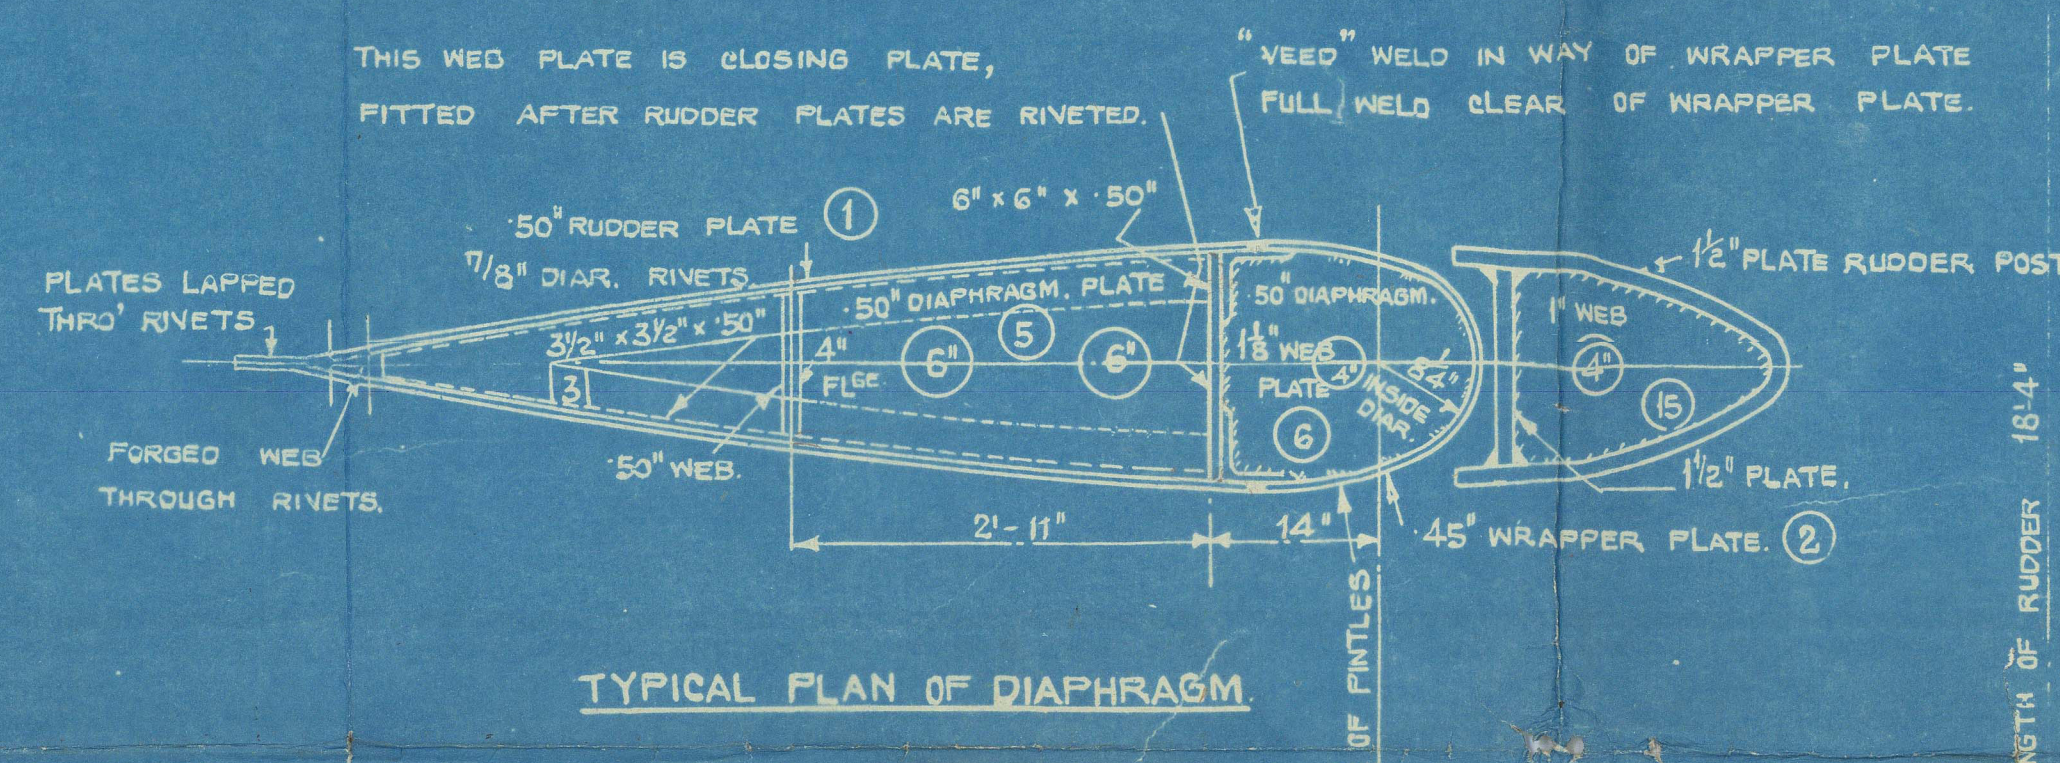 THIS WEB PLATE IS CLOSING PLATE,
FITTED AFTER RUDDER PLATES ARE RIVETED.
"VEED" WELD IN WAY OF WRAPPER PLATE
FULL WELD CLEAR OF WRAPPER PLATE.
6" x 6" x .50"
.50" RUDDER PLATE 1
7/8" DIAR. RIVETS.
PLATES LAPPED
THRO' RIVETS
1½" PLATE RUDDER POST
.50" DIAPHRAGM. PLATE
.50" DIAPHRAGM.
1" WEB
3½" x 3½" x .50"
5
4"
FLGE.
6"
6"
1⅛ WEB
PLATE
4"
INSIDE
DIAR.
4"
3
6
15
FORGED WEB
THROUGH RIVETS.
.50" WEB.
1½" PLATE.
2'-11"
14"
.45" WRAPPER PLATE. 2
OF PINTLES
NGTH OF RUDDER 18'-4"
TYPICAL PLAN OF DIAPHRAGM.